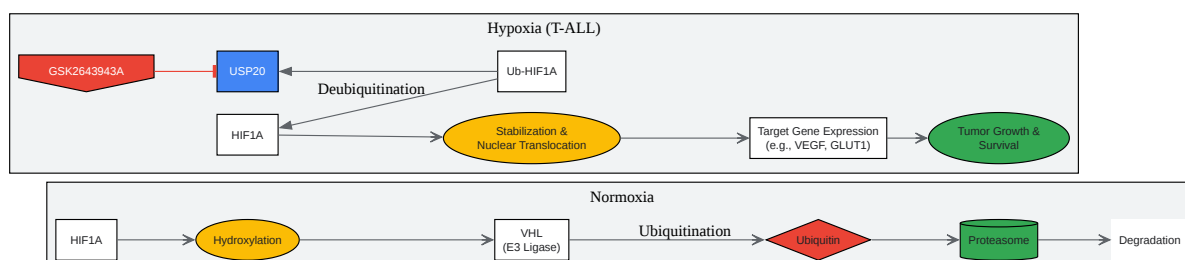 Hypoxia (T-ALL)
GSK2643943A
USP20
Ub-HIF1A
Deubiquitination
HIF1A
Stabilization &
Nuclear Translocation
Target Gene Expression
(e.g., VEGF, GLUT1)
Tumor Growth &
Survival
Normoxia
HIF1A
Hydroxylation
VHL
(E3 Ligase)
Ubiquitination
Ubiquitin
Proteasome
Degradation